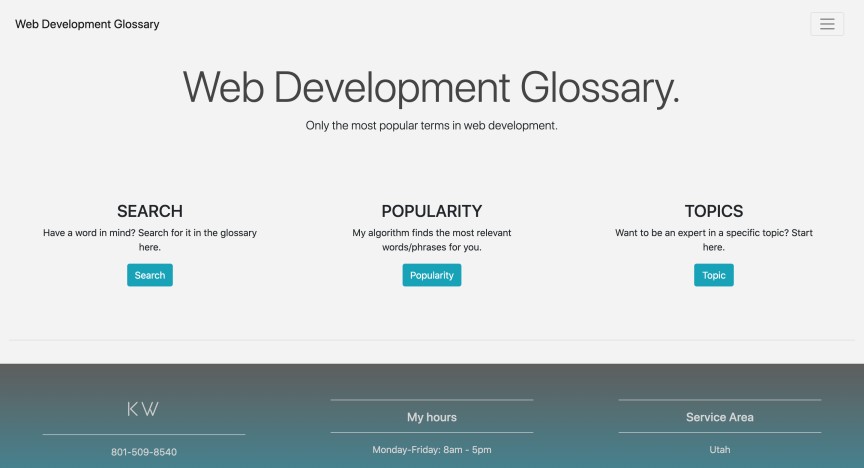 Web Development Glossary
Web Development Glossary.
Only the most popular terms in web development.
SEARCH
Have a word in mind? Search for it in the glossary
here.
Search
POPULARITY
My algorithm finds the most relevant
words/phrases for you.
Popularity
TOPICS
Want to be an expert in a specific topic? Start
here.
Topic
KW
801-509-8540
My hours
Monday-Friday: 8am - 5pm
Service Area
Utah